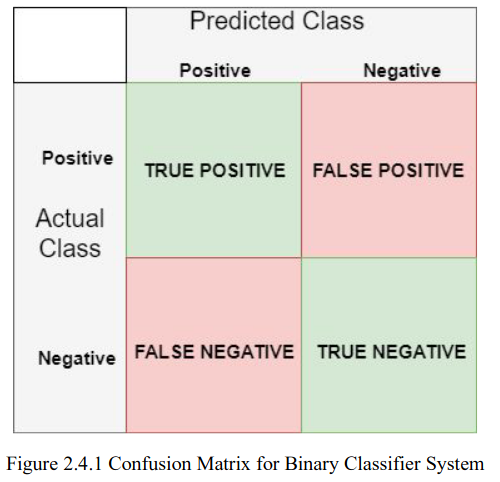 Predicted Class
Positive Negative
Positive
TRUE POSITIVE FALSE POSITIVE
Actual
Class
Negative
FALSE NEGATIVE TRUE NEGATIVE
Figure 2.4.1 Confusion Matrix for Binary Classifier System